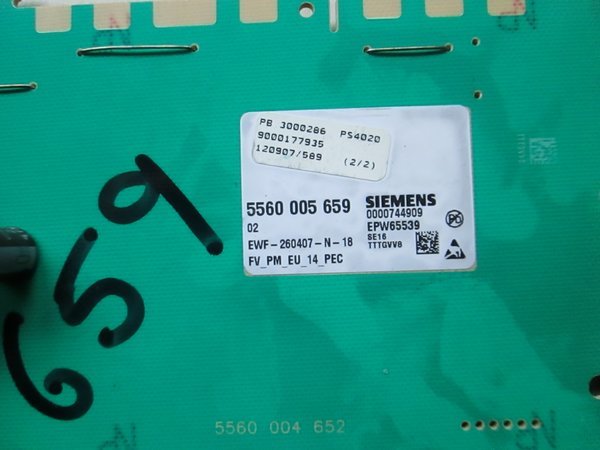 PB 3000286 PS4020
9000177935
120907/589 (2/2)
5560 005 659
02
EWF-260407-N-18
FV_PM_EU_14_PEC
SIEMENS
0000744909
EPW65539
SE16
TTTGVV8
Pb
659
5560 004 652